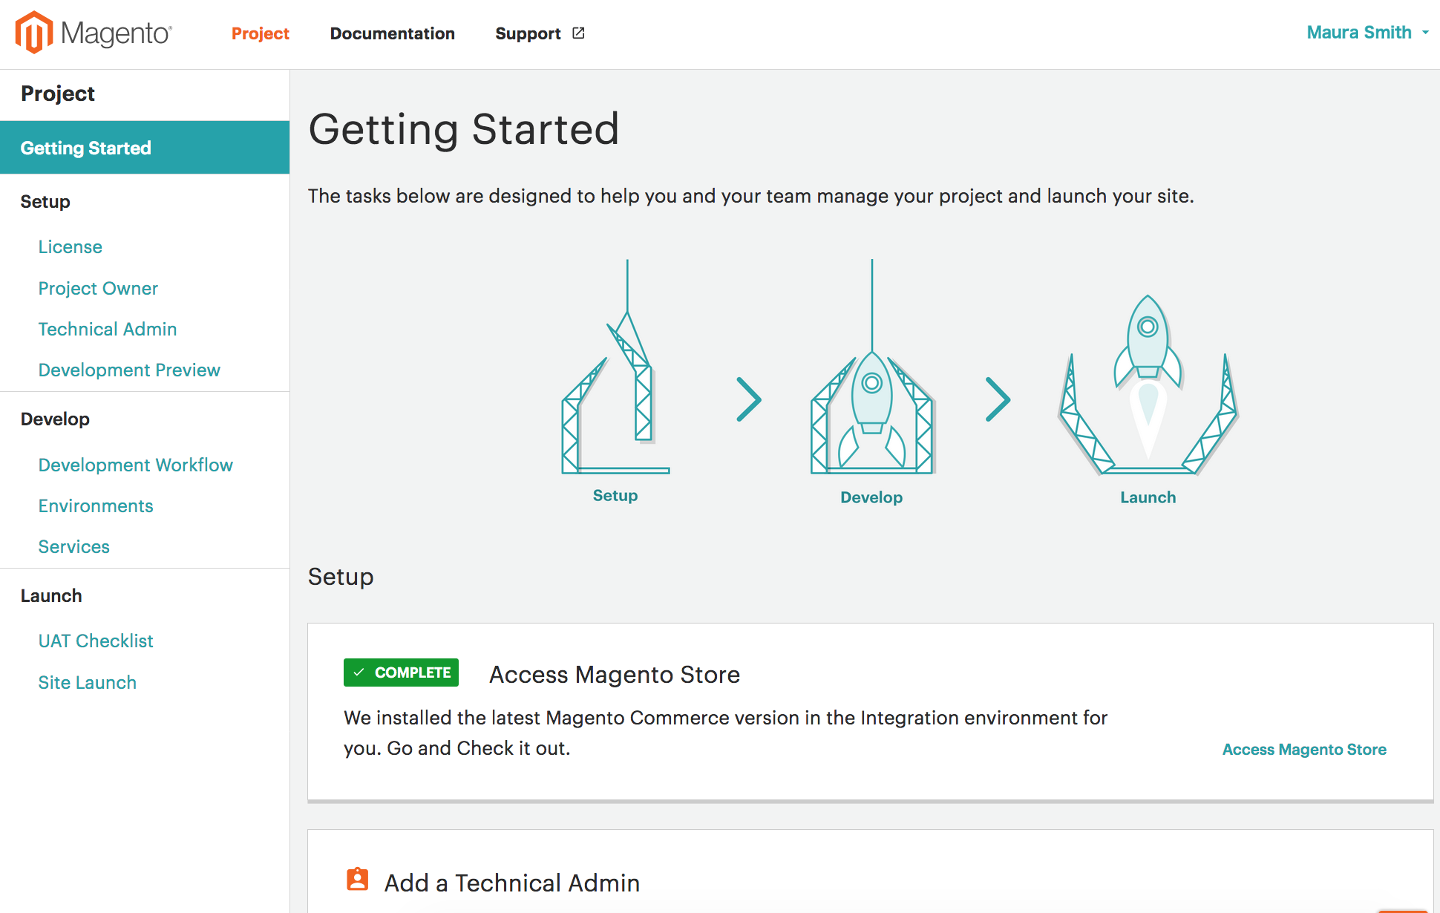 Magento
Project
Documentation
Support
Maura Smith
Project
Getting Started
Setup
License
Project Owner
Technical Admin
Development Preview
Develop
Development Workflow
Environments
Services
Launch
UAT Checklist
Site Launch
Getting Started
The tasks below are designed to help you and your team manage your project and launch your site.
Setup
Develop
Launch
Setup
COMPLETE
Access Magento Store
We installed the latest Magento Commerce version in the Integration environment for
you. Go and Check it out.
Access Magento Store
Add a Technical Admin